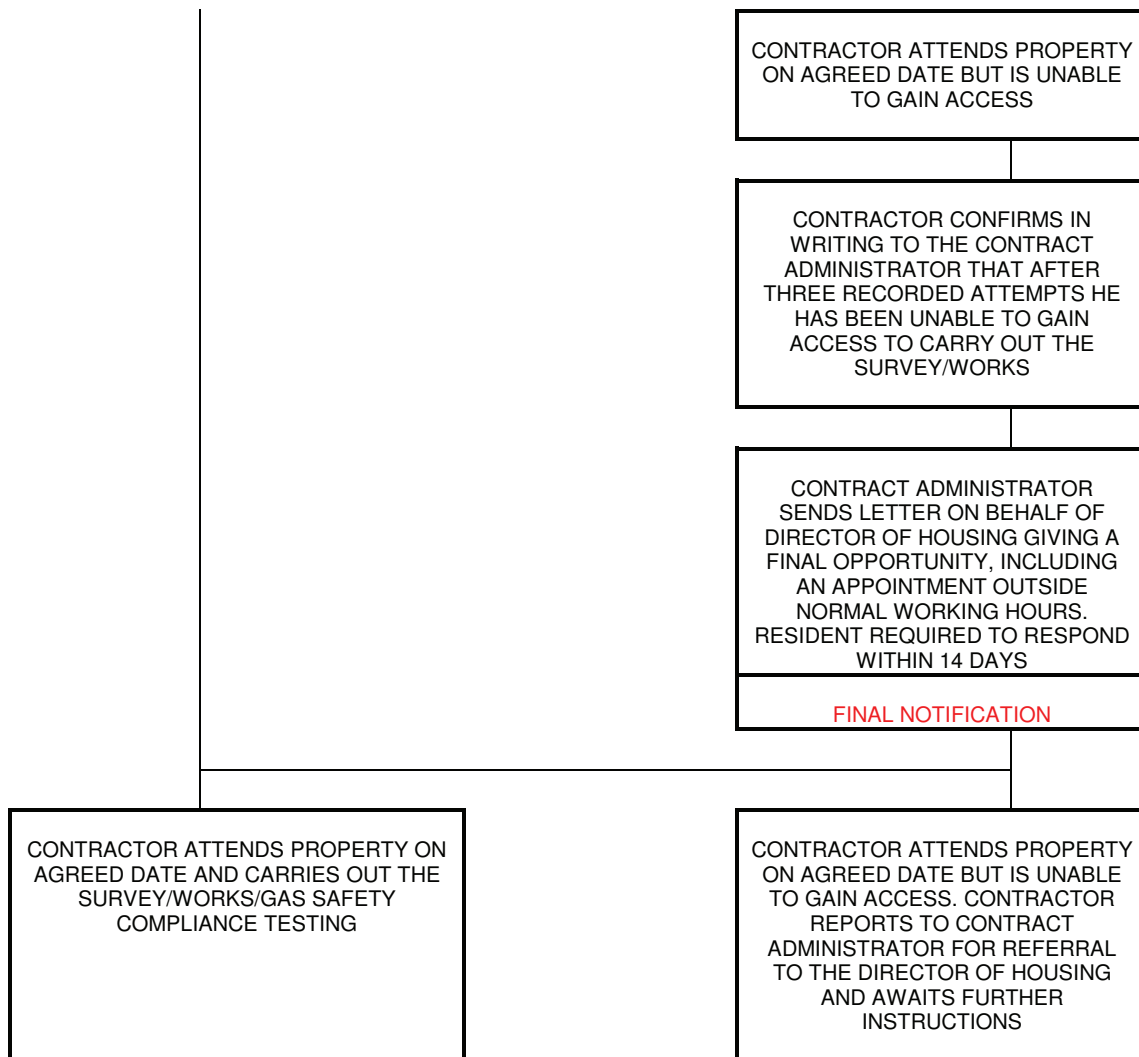 CONTRACTOR ATTENDS PROPERTY
ON AGREED DATE BUT IS UNABLE
TO GAIN ACCESS
CONTRACTOR CONFIRMS IN
WRITING TO THE CONTRACT
ADMINISTRATOR THAT AFTER
THREE RECORDED ATTEMPTS HE
HAS BEEN UNABLE TO GAIN
ACCESS TO CARRY OUT THE
SURVEY/WORKS
CONTRACT ADMINISTRATOR
SENDS LETTER ON BEHALF OF
DIRECTOR OF HOUSING GIVING A
FINAL OPPORTUNITY, INCLUDING
AN APPOINTMENT OUTSIDE
NORMAL WORKING HOURS.
RESIDENT REQUIRED TO RESPOND
WITHIN 14 DAYS
FINAL NOTIFICATION
CONTRACTOR ATTENDS PROPERTY ON
AGREED DATE AND CARRIES OUT THE
SURVEY/WORKS/GAS SAFETY
COMPLIANCE TESTING
CONTRACTOR ATTENDS PROPERTY
ON AGREED DATE BUT IS UNABLE
TO GAIN ACCESS. CONTRACTOR
REPORTS TO CONTRACT
ADMINISTRATOR FOR REFERRAL
TO THE DIRECTOR OF HOUSING
AND AWAITS FURTHER
INSTRUCTIONS